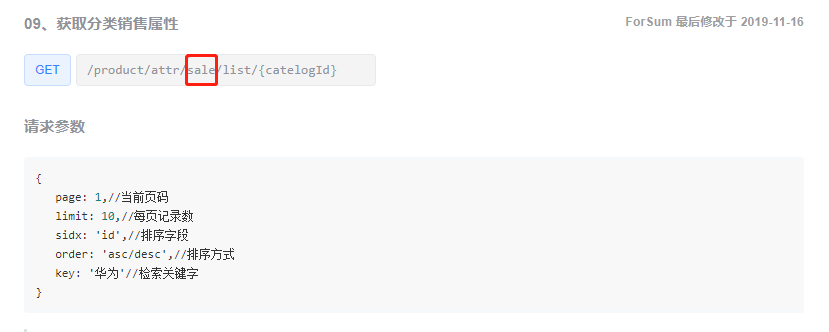 09、获取分类销售属性
ForSum 最后修改于 2019-11-16
GET /product/attr/sale/list/{catelogId}
请求参数
{
page: 1,//当前页码
limit: 10,//每页记录数
sidx: 'id',//排序字段
order: 'asc/desc',//排序方式
key: '华为'//检索关键字
}